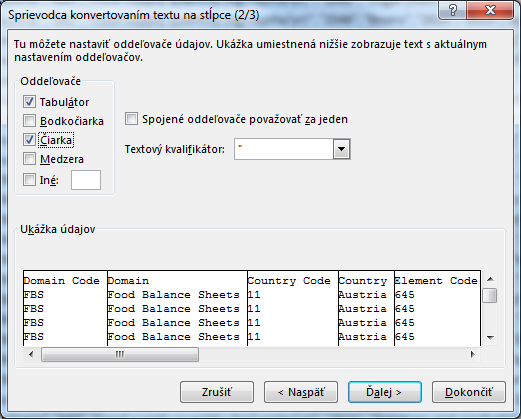 Sprievodca konvertovaním textu na stĺpce (2/3)
Tu môžete nastaviť oddeľovače údajov. Ukážka umiestnená nižšie zobrazuje text s aktuálnym
nastavením oddeľovačov.
Oddeľovače
Tabulátor
Bodkočiarka
Čiarka
Medzera
Iné:
Spojené oddeľovače považovať za jeden
Textový kvalifikátor: "
Ukážka údajov
Domain Code Domain Country Code Country Element Code
FBS Food Balance Sheets 11 Austria 645
FBS Food Balance Sheets 11 Austria 645
FBS Food Balance Sheets 11 Austria 645
FBS Food Balance Sheets 11 Austria 645
Zrušiť < Naspäť Ďalej > Dokončiť